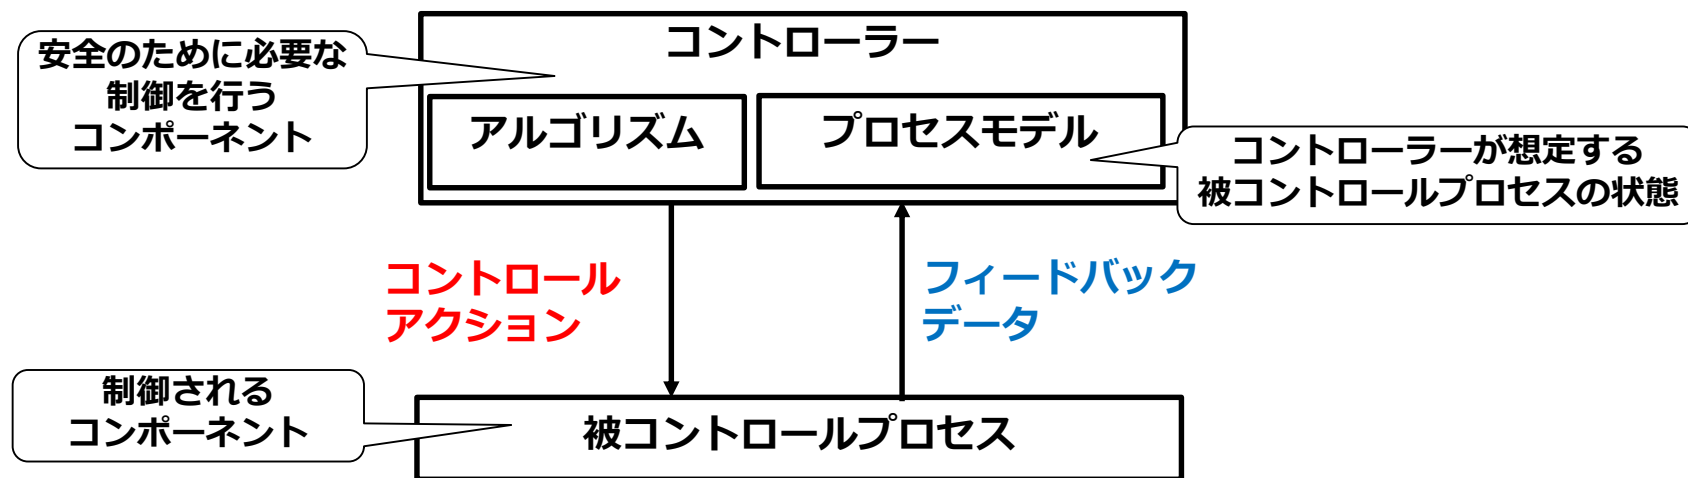 コントローラー
安全のために必要な
制御を行う
コンポーネント
アルゴリズム
プロセスモデル
コントローラーが想定する
被コントロールプロセスの状態
コントロール
アクション
フィードバック
データ
制御される
コンポーネント
被コントロールプロセス